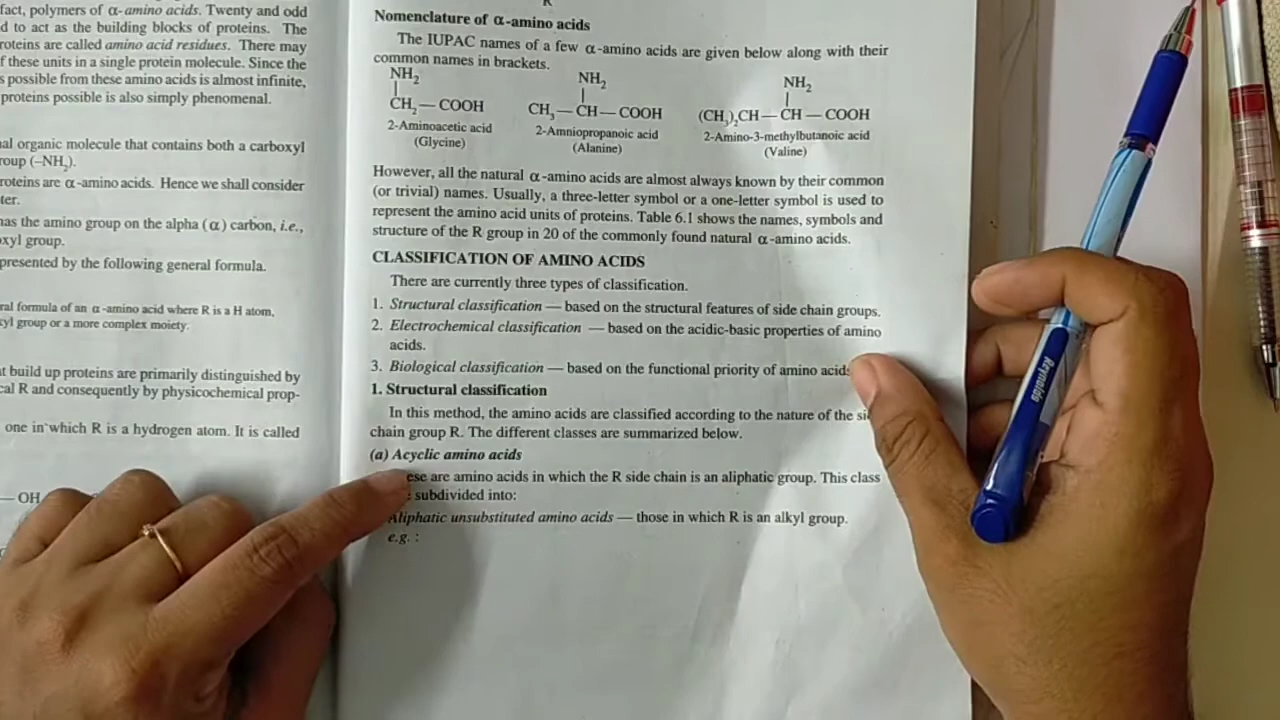 fact, polymers of α-amino acids. Twenty and odd
d to act as the building blocks of proteins. The
roteins are called amino acid residues. There may
f these units in a single protein molecule. Since the
s possible from these amino acids is almost infinite,
proteins possible is also simply phenomenal.
al organic molecule that contains both a carboxyl
roup (–NH₂).
roteins are α-amino acids. Hence we shall consider
ter.
as the amino group on the alpha (α) carbon, i.e.,
xyl group.
presented by the following general formula.
ral formula of an α-amino acid where R is a H atom,
xyl group or a more complex moiety.
t build up proteins are primarily distinguished by
cal R and consequently by physicochemical prop-
one in which R is a hydrogen atom. It is called
— OH
R
Nomenclature of α-amino acids
The IUPAC names of a few α-amino acids are given below along with their
common names in brackets.
NH₂ NH₂ NH₂
CH₂ — COOH CH₃ — CH — COOH (CH₃)₂CH — CH — COOH
2-Aminoacetic acid 2-Amniopropanoic acid 2-Amino-3-methylbutanoic acid
(Glycine) (Alanine) (Valine)
However, all the natural α-amino acids are almost always known by their common
(or trivial) names. Usually, a three-letter symbol or a one-letter symbol is used to
represent the amino acid units of proteins. Table 6.1 shows the names, symbols and
structure of the R group in 20 of the commonly found natural α-amino acids.
CLASSIFICATION OF AMINO ACIDS
There are currently three types of classification.
1. Structural classification — based on the structural features of side chain groups.
2. Electrochemical classification — based on the acidic-basic properties of amino
acids.
3. Biological classification — based on the functional priority of amino acids
1. Structural classification
In this method, the amino acids are classified according to the nature of the si
chain group R. The different classes are summarized below.
(a) Acyclic amino acids
ese are amino acids in which the R side chain is an aliphatic group. This class
subdivided into:
Aliphatic unsubstituted amino acids — those in which R is an alkyl group.
e.g. :
Reynolds